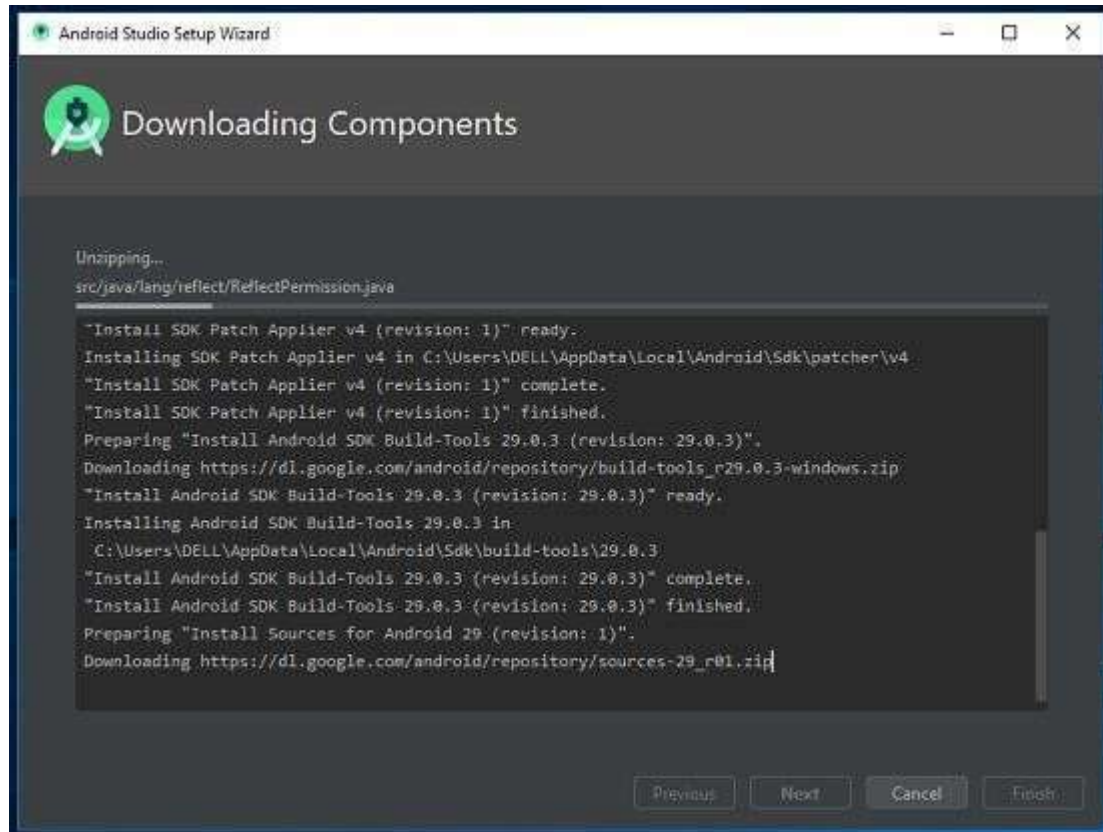 Android Studio Setup Wizard
Downloading Components
Unzipping...
src/java/lang/reflect/ReflectPermission.java
"Install SDK Patch Applier v4 (revision: 1)" ready.
Installing SDK Patch Applier v4 in C:\Users\DELL\AppData\Local\Android\Sdk\patcher\v4
"Install SDK Patch Applier v4 (revision: 1)" complete.
"Install SDK Patch Applier v4 (revision: 1)" finished.
Preparing "Install Android SDK Build-Tools 29.0.3 (revision: 29.0.3)".
Downloading https://dl.google.com/android/repository/build-tools_r29.0.3-windows.zip
"Install Android SDK Build-Tools 29.0.3 (revision: 29.0.3)" ready.
Installing Android SDK Build-Tools 29.0.3 in
C:\Users\DELL\AppData\Local\Android\Sdk\build-tools\29.0.3
"Install Android SDK Build-Tools 29.0.3 (revision: 29.0.3)" complete.
"Install Android SDK Build-Tools 29.0.3 (revision: 29.0.3)" finished.
Preparing "Install Sources for Android 29 (revision: 1)".
Downloading https://dl.google.com/android/repository/sources-29_r01.zip
Previous Next Cancel Finish